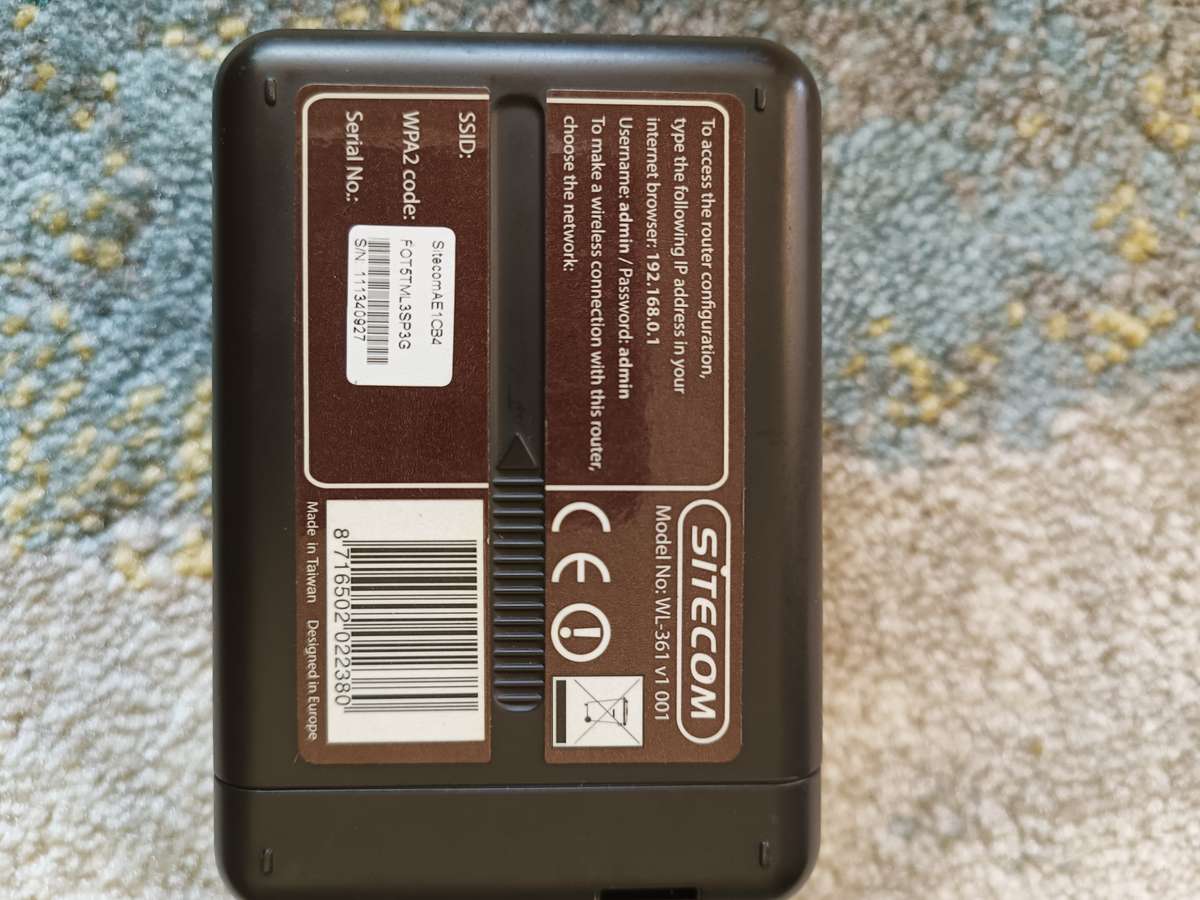 To access the router configuration,
type the following IP address in your
internet browser: 192.168.0.1
Username: admin / Password: admin
To make a wireless connection with this router,
choose the network:
SSID:
SitecomAE1CB4
WPA2 code:
FOT5TML3SP3G
Serial No.:
S/N. 111340927
SITECOM
Model No: WL-361 v1 001
CE
8 716502 022380
Made in Taiwan Designed in Europe